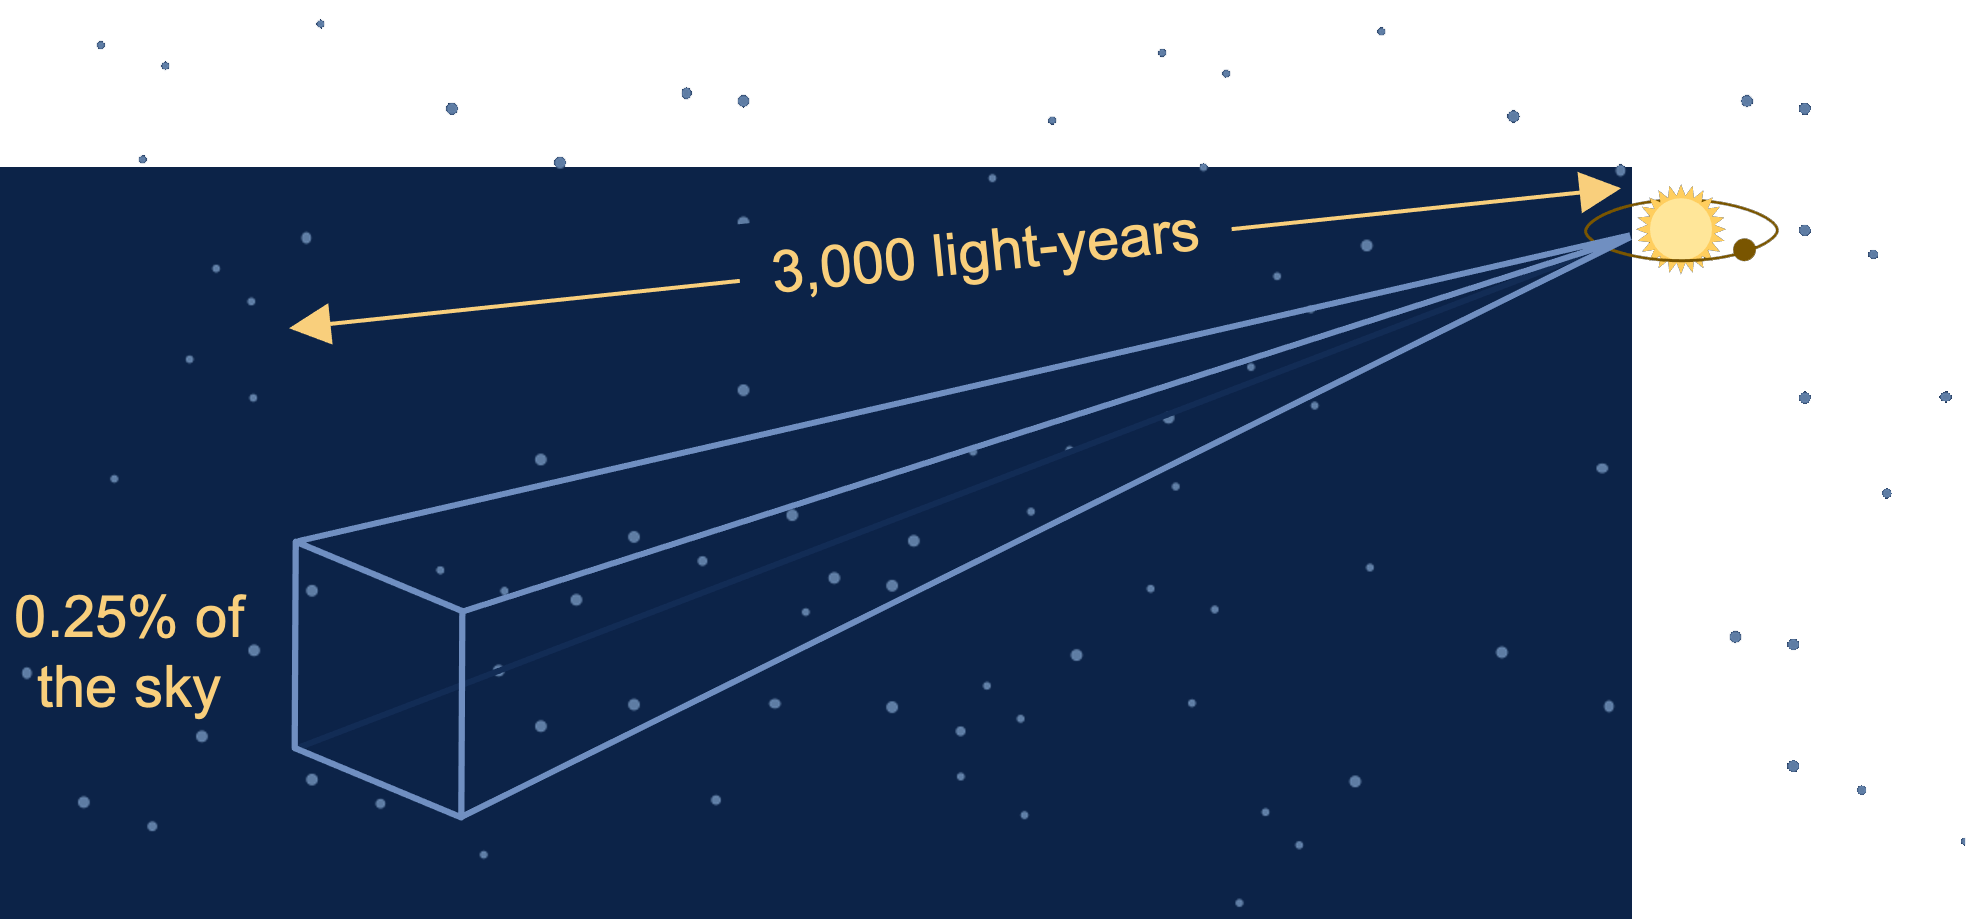 3,000 light-years
0.25% of
the sky